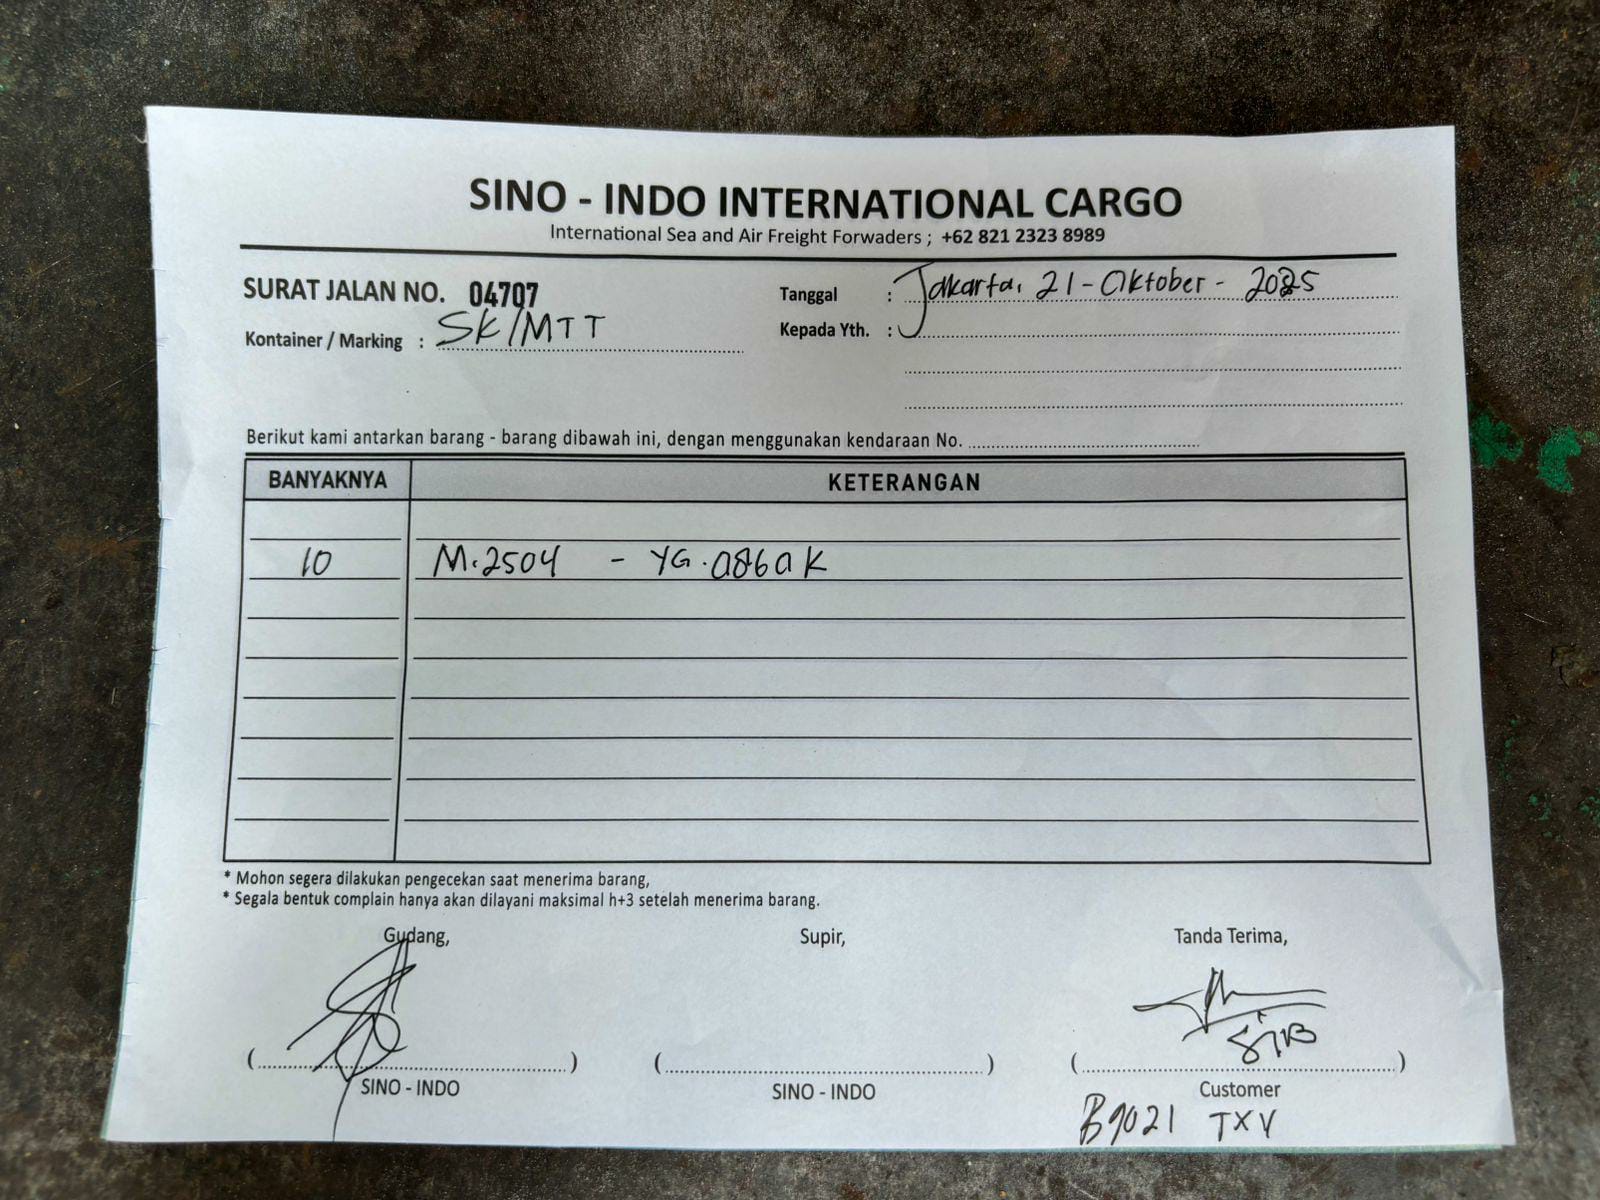 SINO - INDO INTERNATIONAL CARGO
International Sea and Air Freight Forwaders ; +62 821 2323 8989
SURAT JALAN NO. 04707
Tanggal : Jakarta, 21 - Oktober - 2025
Kontainer / Marking : SK/MTT
Kepada Yth. :
Berikut kami antarkan barang - barang dibawah ini, dengan menggunakan kendaraan No.
BANYAKNYA KETERANGAN
10 M.2504 - YG.0860K
* Mohon segera dilakukan pengecekan saat menerima barang,
* Segala bentuk complain hanya akan dilayani maksimal h+3 setelah menerima barang.
Gudang, Supir, Tanda Terima,
( ) ( ) ( )
SINO - INDO SINO - INDO Customer
B9021 TXV